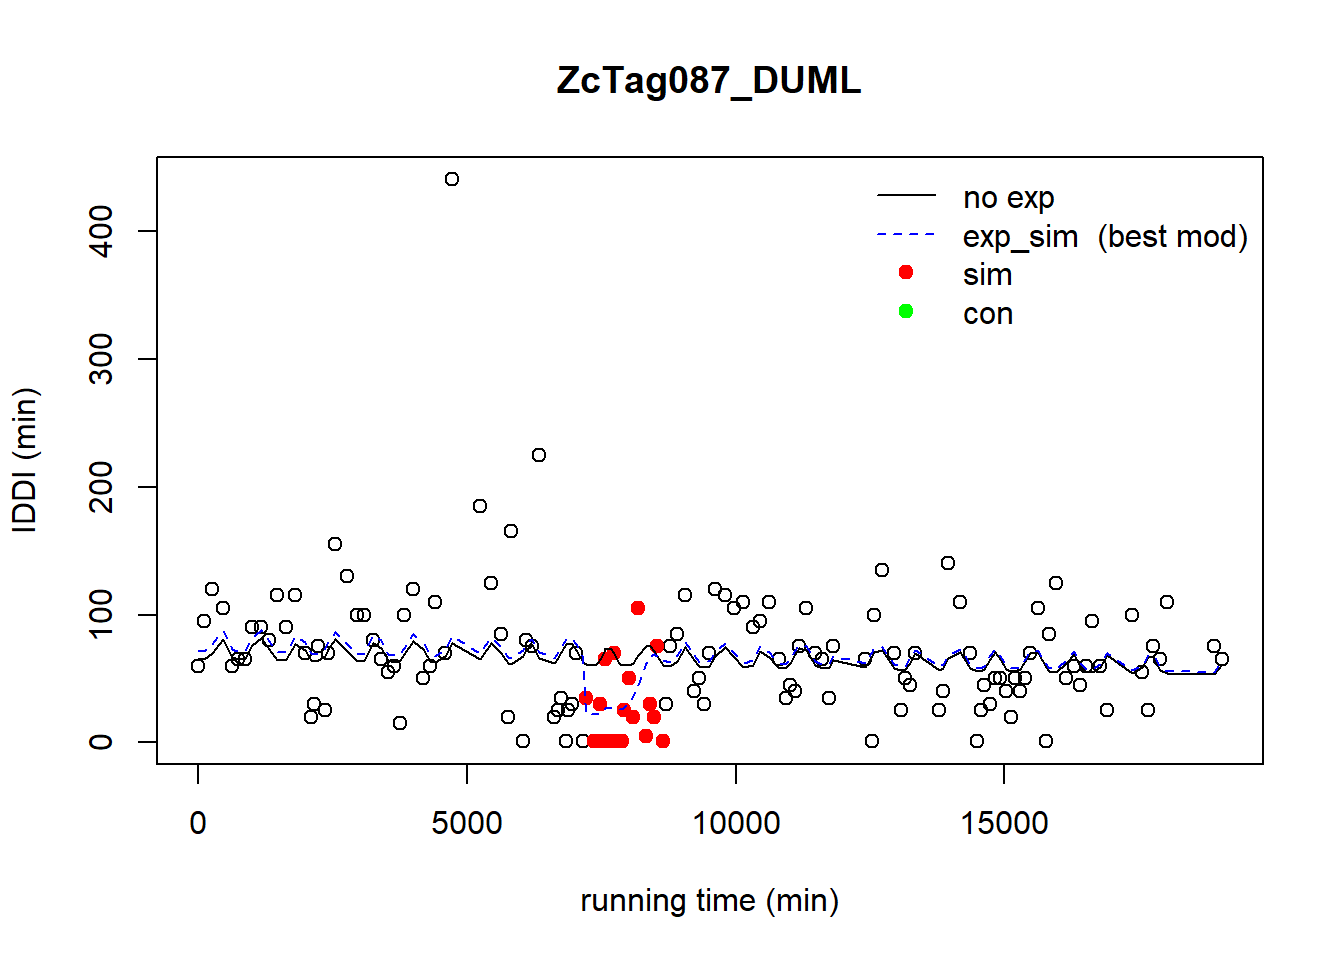 ZcTag087_DUML
no exp
exp_sim (best mod)
sim
con
400
300
200
100
0
IDDI (min)
0 5000 10000 15000
running time (min)